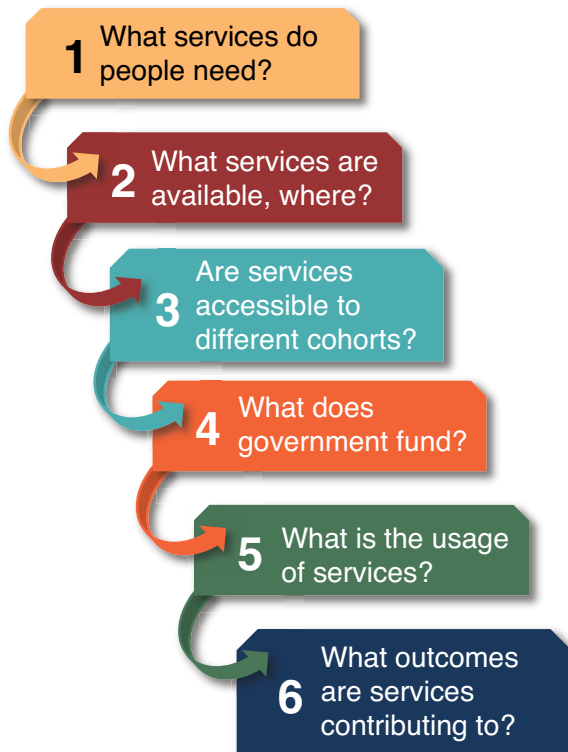 1 What services do
people need?
2 What services are
available, where?
3 Are services
accessible to
different cohorts?
4 What does
government fund?
5 What is the usage
of services?
6 What outcomes
are services
contributing to?